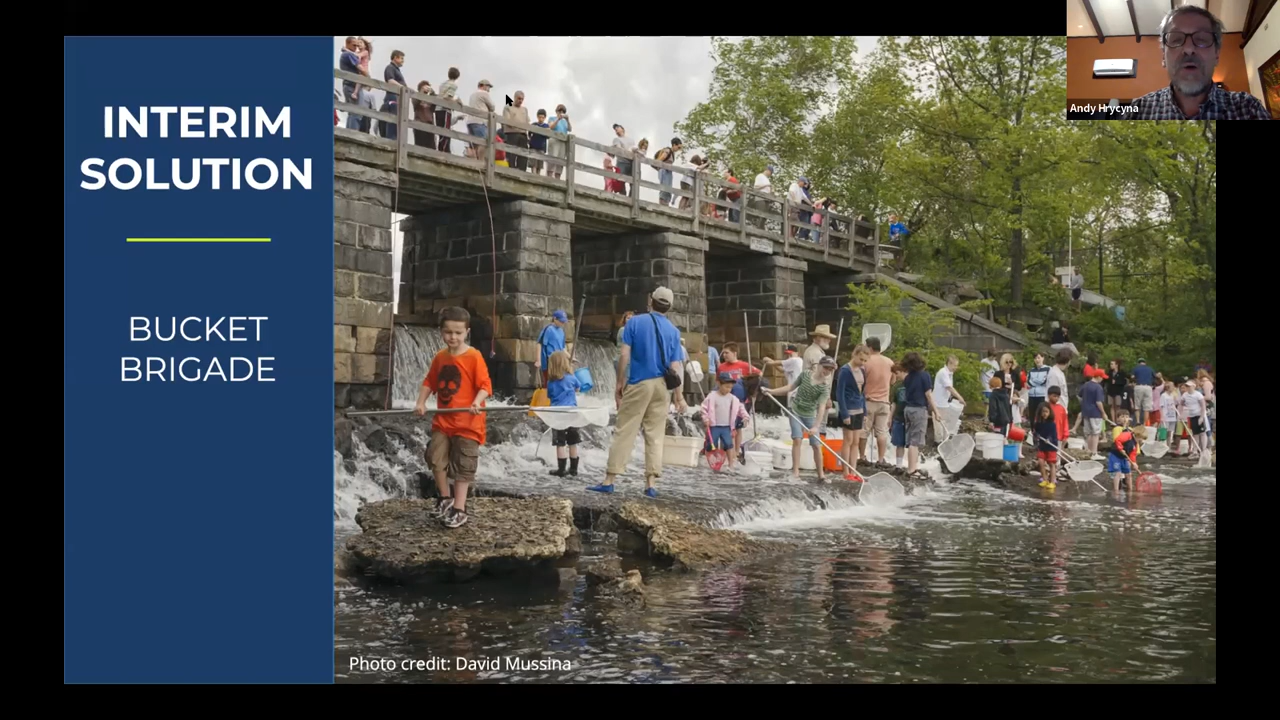 INTERIM
SOLUTION
BUCKET
BRIGADE
Photo credit: David Mussina
Andy Hrycyna